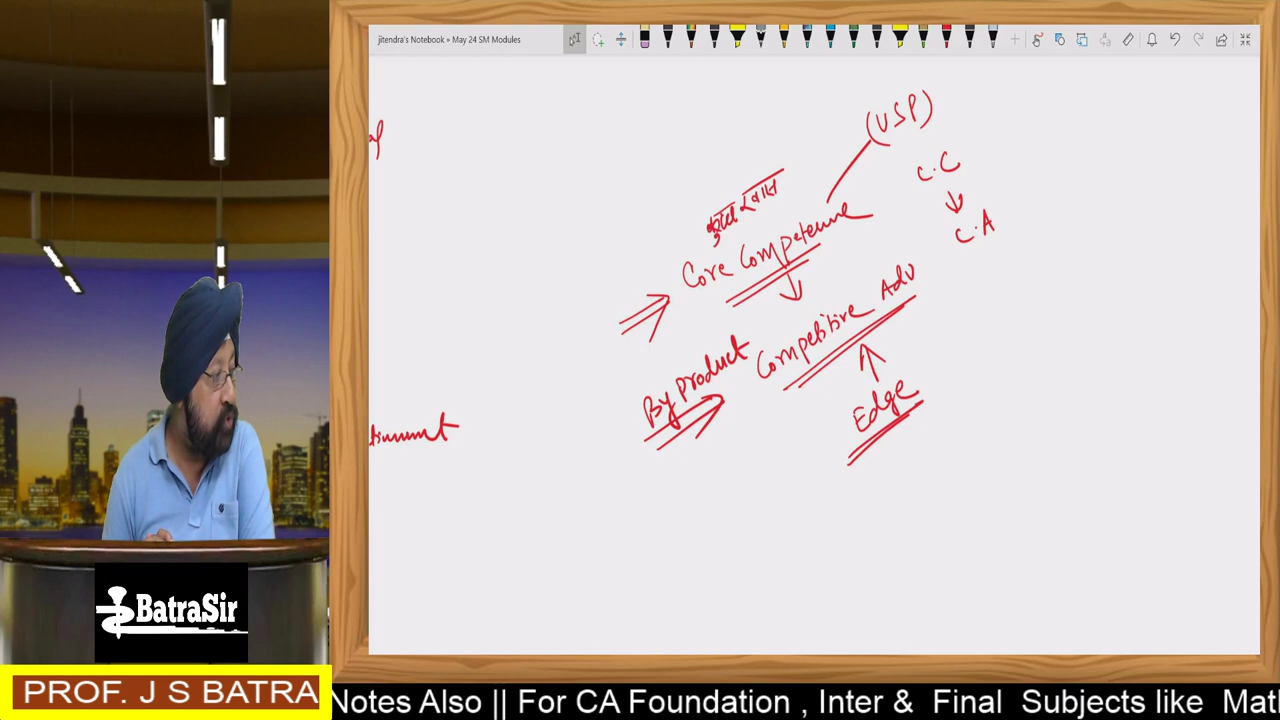 jitendra's Notebook » May 24 SM Modules
(USP)
C.C
C.A
Core Competence
Competitive Adv
By product
Edge
BatraSir
PROF. J S BATRA
Notes Also || For CA Foundation , Inter & Final Subjects like Mat